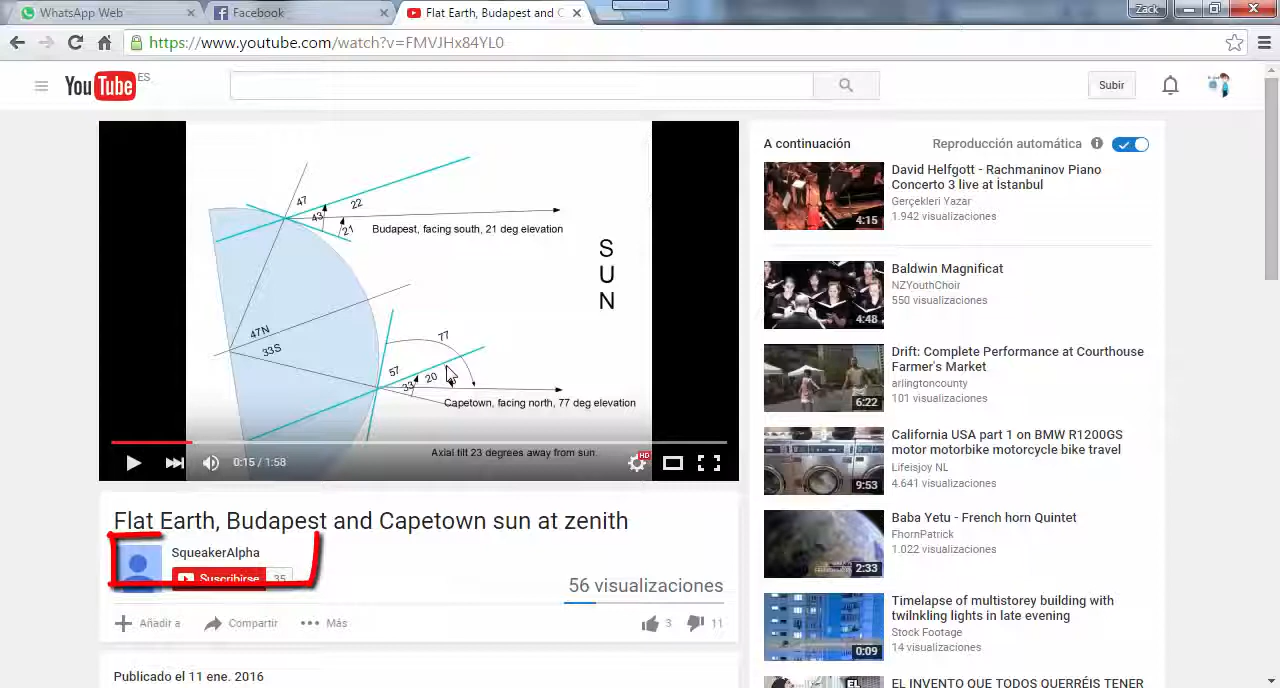 WhatsApp Web
Facebook
Flat Earth, Budapest and C
Zack
https://www.youtube.com/watch?v=FMVJHx84YL0
YouTube ES
Subir
47
22
43
21
Budapest, facing south, 21 deg elevation
S
U
N
47N
33S
77
57
33
20
Capetown, facing north, 77 deg elevation
Axial tilt 23 degrees away from sun.
0:15 / 1:58
HD
Flat Earth, Budapest and Capetown sun at zenith
SqueakerAlpha
Suscribirse 35
56 visualizaciones
Añadir a
Compartir
Más
3
11
Publicado el 11 ene. 2016
A continuación
Reproducción automática
David Helfgott - Rachmaninov Piano
Concerto 3 live at İstanbul
Gerçekleri Yazar
1.942 visualizaciones
4:15
Baldwin Magnificat
NZYouthChoir
550 visualizaciones
4:48
Drift: Complete Performance at Courthouse
Farmer's Market
arlingtoncounty
101 visualizaciones
6:22
California USA part 1 on BMW R1200GS
motor motorbike motorcycle bike travel
Lifeisjoy NL
4.641 visualizaciones
9:53
Baba Yetu - French horn Quintet
FhornPatrick
1.022 visualizaciones
2:33
Timelapse of multistorey building with
twilnkling lights in late evening
Stock Footage
14 visualizaciones
0:09
EL INVENTO QUE TODOS QUERRÉIS TENER
EL